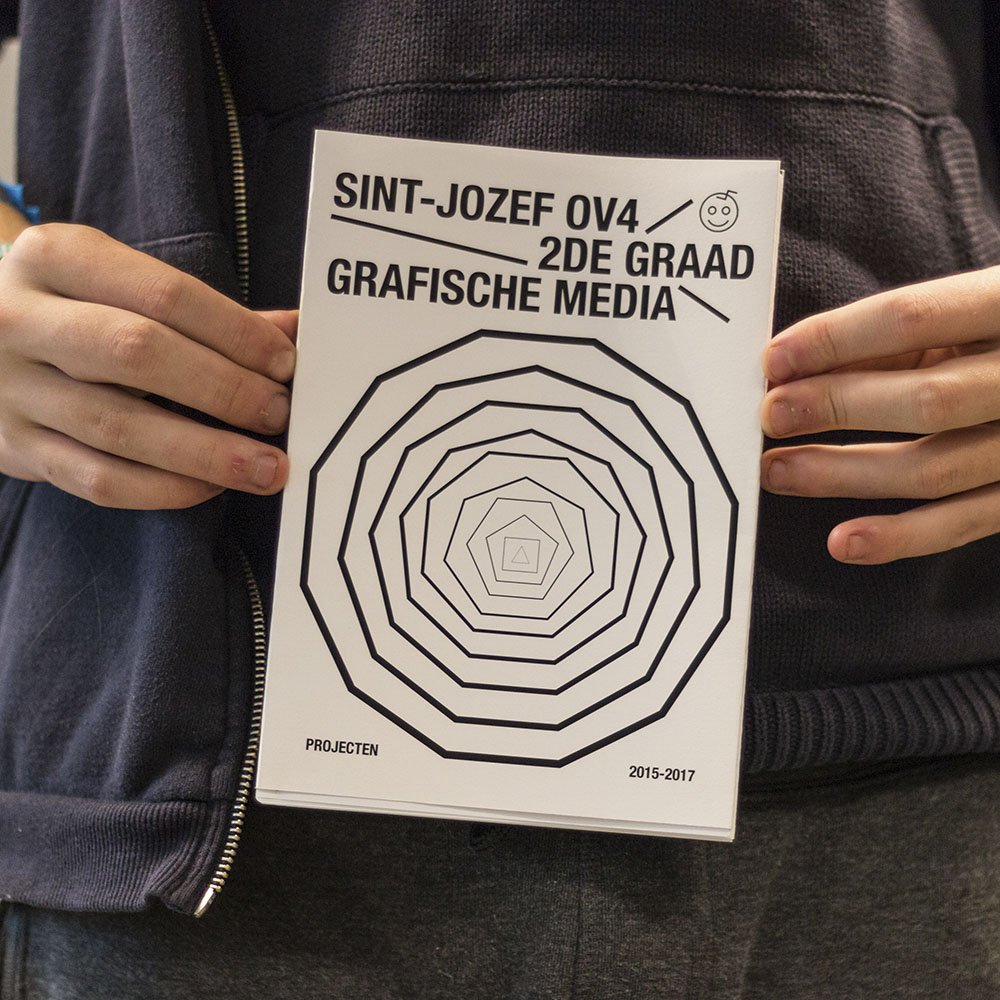 SINT-JOZEF OV4
2DE GRAAD
GRAFISCHE MEDIA
PROJECTEN
2015-2017